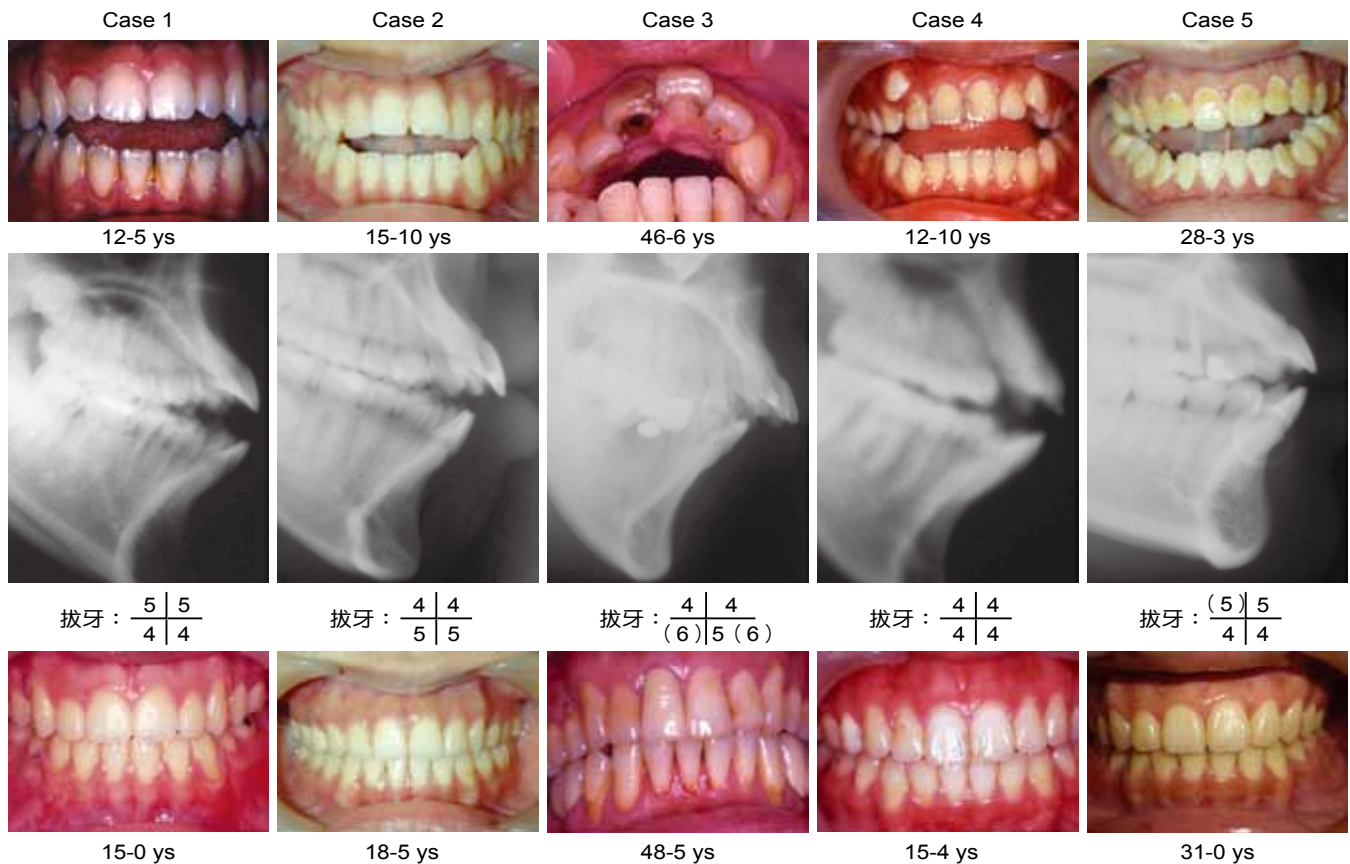 Case 1 Case 2 Case 3 Case 4 Case 5
12-5 ys 15-10 ys 46-6 ys 12-10 ys 28-3 ys
拔牙： 5 | 5 拔牙： 4 | 4 拔牙： 4 | 4 拔牙： 4 | 4 拔牙： (5) | 5
4 | 4 5 | 5 (6) | 5 (6) 4 | 4 4 | 4
15-0 ys 18-5 ys 48-5 ys 15-4 ys 31-0 ys